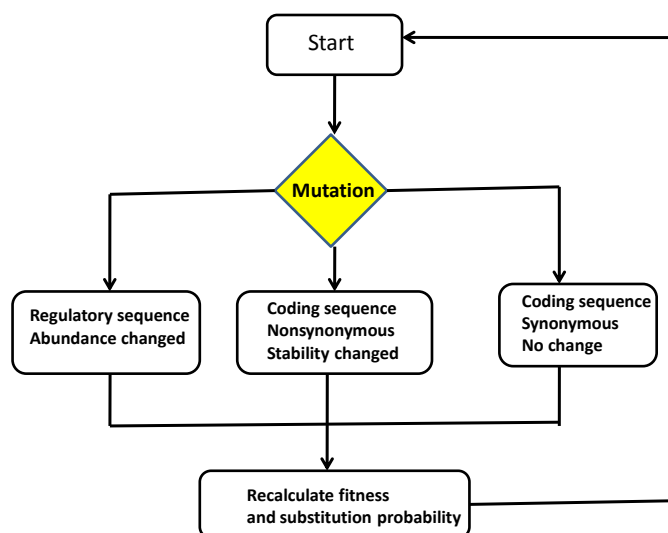 Start
Mutation
Regulatory sequence
Abundance changed
Coding sequence
Nonsynonymous
Stability changed
Coding sequence
Synonymous
No change
Recalculate fitness
and substitution probability